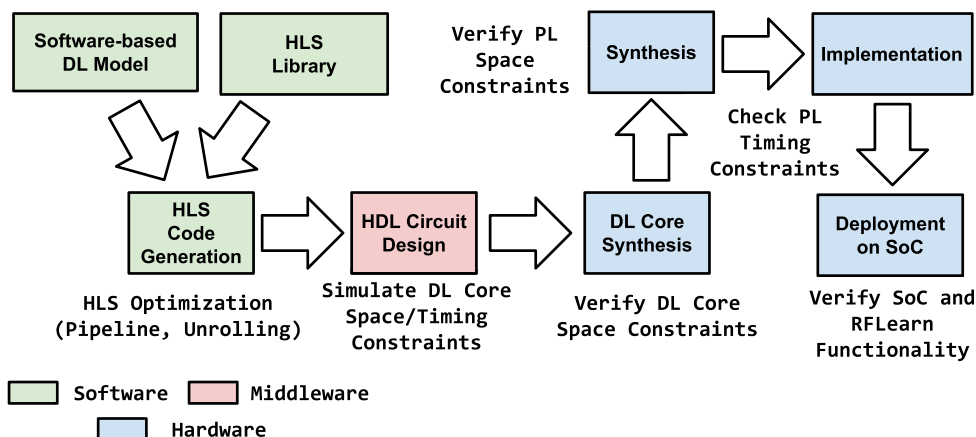 Software-based
DL Model
HLS
Library
Verify PL
Space
Constraints
Synthesis
Implementation
Check PL
Timing
Constraints
HLS
Code
Generation
HDL Circuit
Design
DL Core
Synthesis
Deployment
on SoC
HLS Optimization
(Pipeline, Unrolling)
Simulate DL Core
Space/Timing
Constraints
Verify DL Core
Space Constraints
Verify SoC and
RFLearn
Functionality
Software
Middleware
Hardware